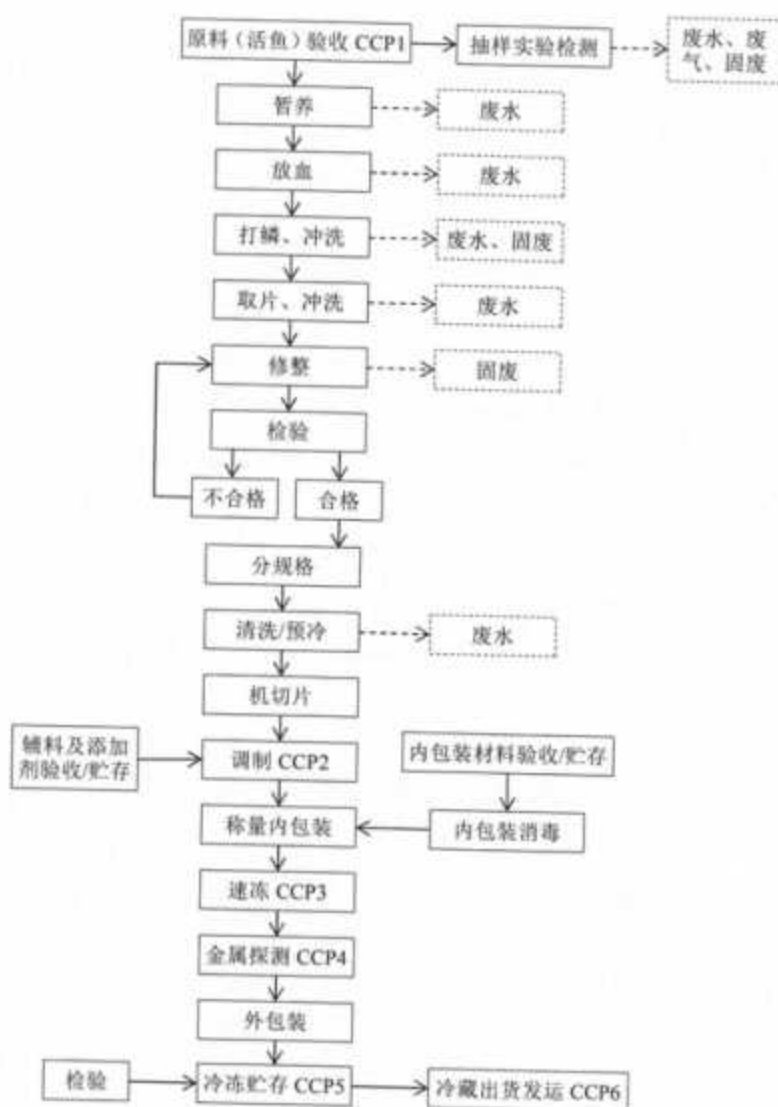 原料（活鱼）验收 CCP1
抽样实验检测
废水、废
气、固废
暂养
废水
放血
废水
打鳞、冲洗
废水、固废
取片、冲洗
废水
修整
固废
检验
不合格
合格
分规格
清洗/预冷
废水
机切片
辅料及添加
剂验收/贮存
调制 CCP2
内包装材料验收/贮存
称量内包装
内包装消毒
速冻 CCP3
金属探测 CCP4
外包装
检验
冷冻贮存 CCP5
冷藏出货发运 CCP6